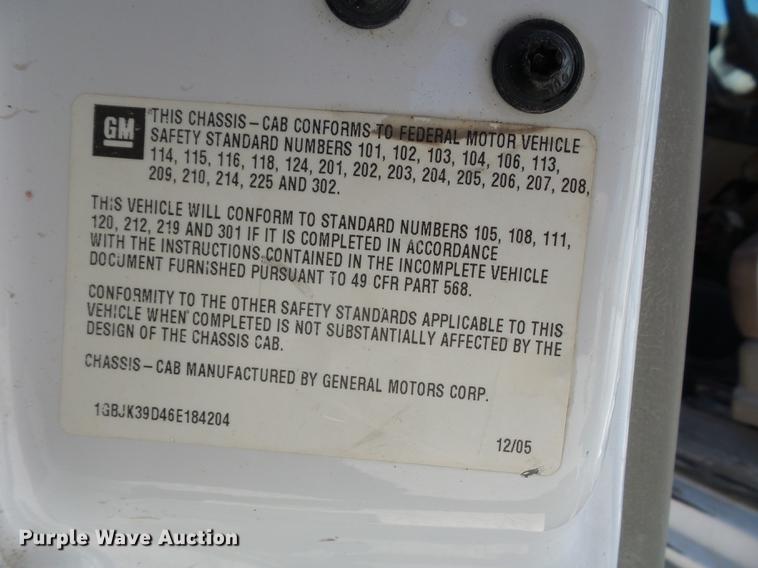 GM
THIS CHASSIS-CAB CONFORMS TO FEDERAL MOTOR VEHICLE
SAFETY STANDARD NUMBERS 101, 102, 103, 104, 106, 113,
114, 115, 116, 118, 124, 201, 202, 203, 204, 205, 206, 207, 208,
209, 210, 214, 225 AND 302.
THIS VEHICLE WILL CONFORM TO STANDARD NUMBERS 105, 108, 111,
120, 212, 219 AND 301 IF IT IS COMPLETED IN ACCORDANCE
WITH THE INSTRUCTIONS CONTAINED IN THE INCOMPLETE VEHICLE
DOCUMENT FURNISHED PURSUANT TO 49 CFR PART 568.
CONFORMITY TO THE OTHER SAFETY STANDARDS APPLICABLE TO THIS
VEHICLE WHEN COMPLETED IS NOT SUBSTANTIALLY AFFECTED BY THE
DESIGN OF THE CHASSIS CAB.
CHASSIS-CAB MANUFACTURED BY GENERAL MOTORS CORP.
1GBJK39D46E184204
12/05
Purple Wave Auction